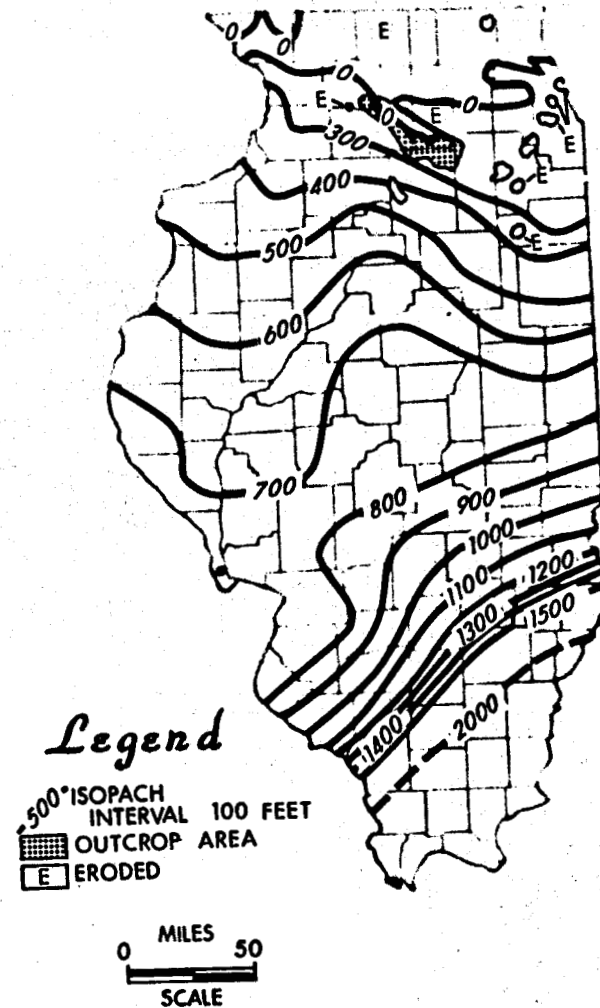 0
0
E
0
0
E
0
E
0
E
300
E
400
0
E
500
600
700
800
900
1000
1100
1200
1300
1500
1400
2000
Legend
-500- ISOPACH
INTERVAL 100 FEET
OUTCROP AREA
E ERODED
MILES
0 50
SCALE